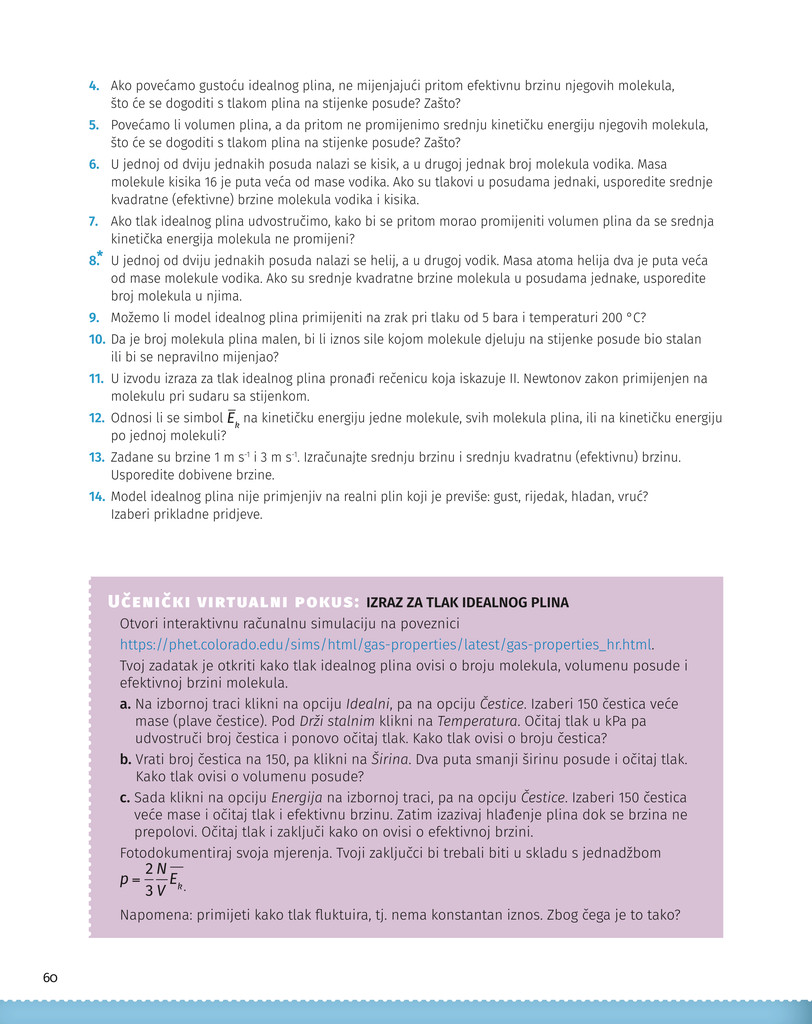 4. Ako povećamo gustoću idealnog plina, ne mijenjajući pritom efektivnu brzinu njegovih molekula,
što će se dogoditi s tlakom plina na stijenke posude? Zašto?
5. Povećamo li volumen plina, a da pritom ne promijenimo srednju kinetičku energiju njegovih molekula,
što će se dogoditi s tlakom plina na stijenke posude? Zašto?
6. U jednoj od dviju jednakih posuda nalazi se kisik, a u drugoj jednak broj molekula vodika. Masa
molekule kisika 16 je puta veća od mase vodika. Ako su tlakovi u posudama jednaki, usporedite srednje
kvadratne (efektivne) brzine molekula vodika i kisika.
7. Ako tlak idealnog plina udvostručimo, kako bi se pritom morao promijeniti volumen plina da se srednja
kinetička energija molekula ne promijeni?
8.* U jednoj od dviju jednakih posuda nalazi se helij, a u drugoj vodik. Masa atoma helija dva je puta veća
od mase molekule vodika. Ako su srednje kvadratne brzine molekula u posudama jednake, usporedite
broj molekula u njima.
9. Možemo li model idealnog plina primijeniti na zrak pri tlaku od 5 bara i temperaturi 200 °C?
10. Da je broj molekula plina malen, bi li iznos sile kojom molekule djeluju na stijenke posude bio stalan
ili bi se nepravilno mijenjao?
11. U izvodu izraza za tlak idealnog plina pronađi rečenicu koja iskazuje II. Newtonov zakon primijenjen na
molekulu pri sudaru sa stijenkom.
12. Odnosi li se simbol E̅ₖ na kinetičku energiju jedne molekule, svih molekula plina, ili na kinetičku energiju
po jednoj molekuli?
13. Zadane su brzine 1 m s⁻¹ i 3 m s⁻¹. Izračunajte srednju brzinu i srednju kvadratnu (efektivnu) brzinu.
Usporedite dobivene brzine.
14. Model idealnog plina nije primjenjiv na realni plin koji je previše: gust, rijedak, hladan, vruć?
Izaberi prikladne pridjeve.
UČENIČKI VIRTUALNI POKUS: IZRAZ ZA TLAK IDEALNOG PLINA
Otvori interaktivnu računalnu simulaciju na poveznici
https://phet.colorado.edu/sims/html/gas-properties/latest/gas-properties_hr.html.
Tvoj zadatak je otkriti kako tlak idealnog plina ovisi o broju molekula, volumenu posude i
efektivnoj brzini molekula.
a. Na izbornoj traci klikni na opciju Idealni, pa na opciju Čestice. Izaberi 150 čestica veće
mase (plave čestice). Pod Drži stalnim klikni na Temperatura. Očitaj tlak u kPa pa
udvostruči broj čestica i ponovo očitaj tlak. Kako tlak ovisi o broju čestica?
b. Vrati broj čestica na 150, pa klikni na Širina. Dva puta smanji širinu posude i očitaj tlak.
Kako tlak ovisi o volumenu posude?
c. Sada klikni na opciju Energija na izbornoj traci, pa na opciju Čestice. Izaberi 150 čestica
veće mase i očitaj tlak i efektivnu brzinu. Zatim izazivaj hlađenje plina dok se brzina ne
prepolovi. Očitaj tlak i zaključi kako on ovisi o efektivnoj brzini.
Fotodokumentiraj svoja mjerenja. Tvoji zaključci bi trebali biti u skladu s jednadžbom
p = 2/3 N/V E̅ₖ.
Napomena: primijeti kako tlak fluktuira, tj. nema konstantan iznos. Zbog čega je to tako?
60